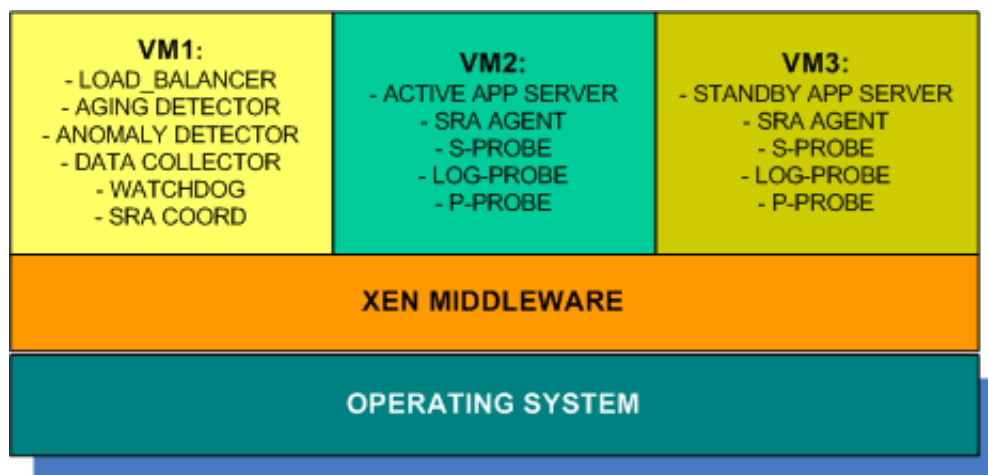 VM1:
- LOAD_BALANCER
- AGING DETECTOR
- ANOMALY DETECTOR
- DATA COLLECTOR
- WATCHDOG
- SRA COORD
VM2:
- ACTIVE APP SERVER
- SRA AGENT
- S-PROBE
- LOG-PROBE
- P-PROBE
VM3:
- STANDBY APP SERVER
- SRA AGENT
- S-PROBE
- LOG-PROBE
- P-PROBE
XEN MIDDLEWARE
OPERATING SYSTEM